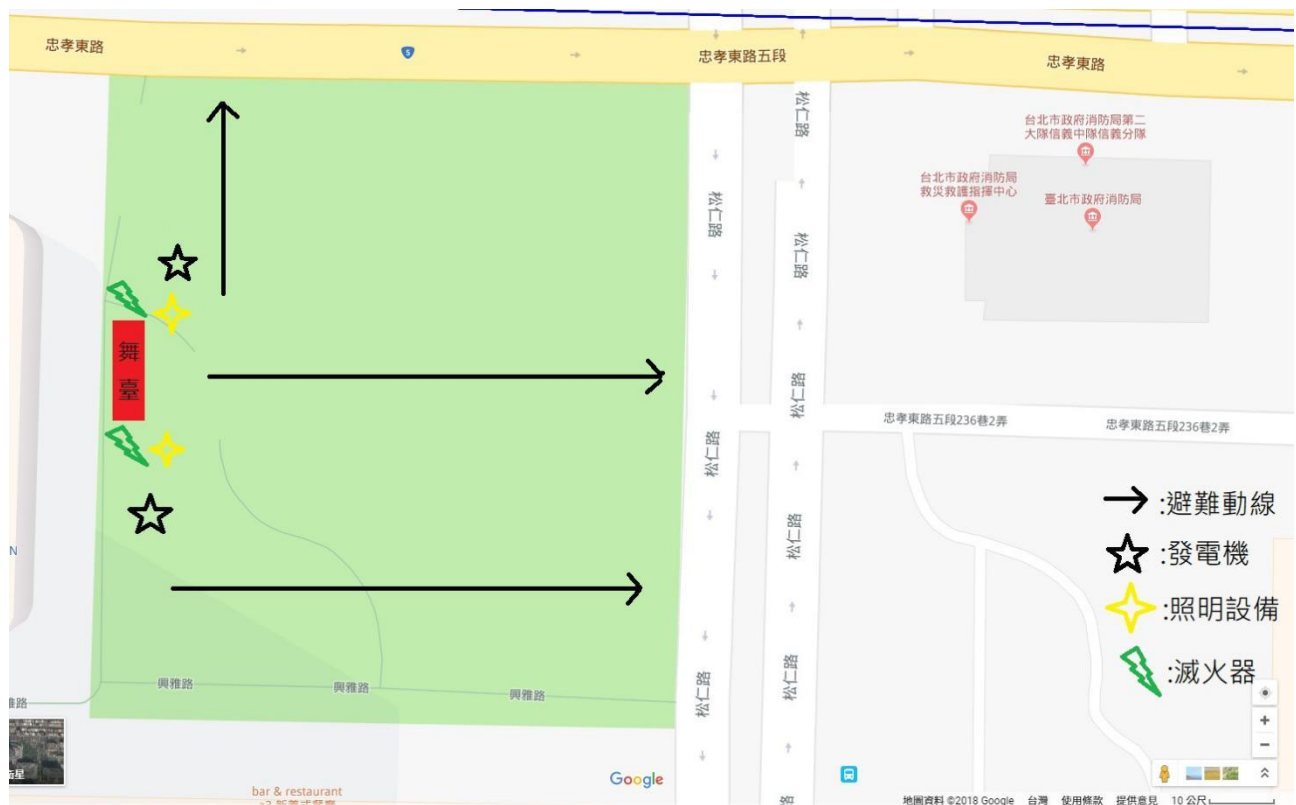 忠孝東路
5
忠孝東路五段
忠孝東路
松仁路
台北市政府消防局第二
大隊信義中隊信義分隊
台北市政府消防局
救災救護指揮中心
臺北市政府消防局
松仁路
松仁路
舞
臺
松仁路
忠孝東路五段236巷2弄
忠孝東路五段236巷2弄
松仁路
:避難動線
松仁路
N
:發電機
:照明設備
:滅火器
興雅路
興雅路
興雅路
松仁路
松仁路
雅路
星
Google
bar & restaurant
地圖資料 ©2018 Google
台灣
使用條款
提供意見
10 公尺